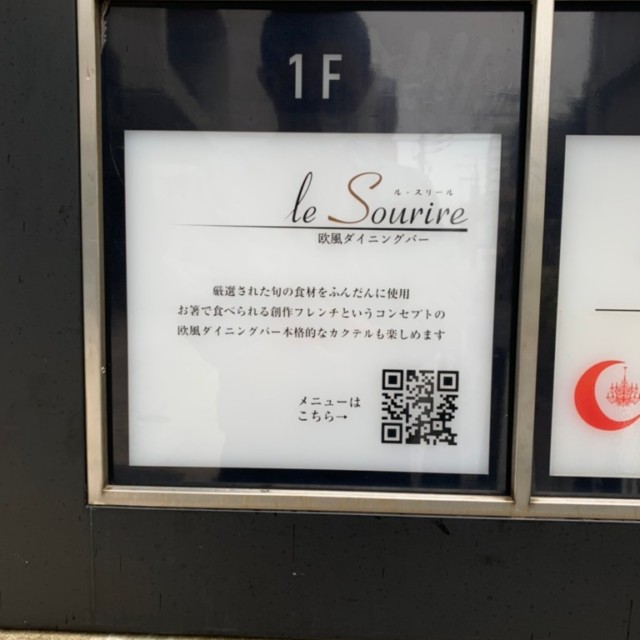 1F
ル・スリール
le Sourire
欧風ダイニングバー
厳選された旬の食材をふんだんに使用
お箸で食べられる創作フレンチというコンセプトの
欧風ダイニングバー本格的なカクテルも楽しめます
メニューは
こちら→